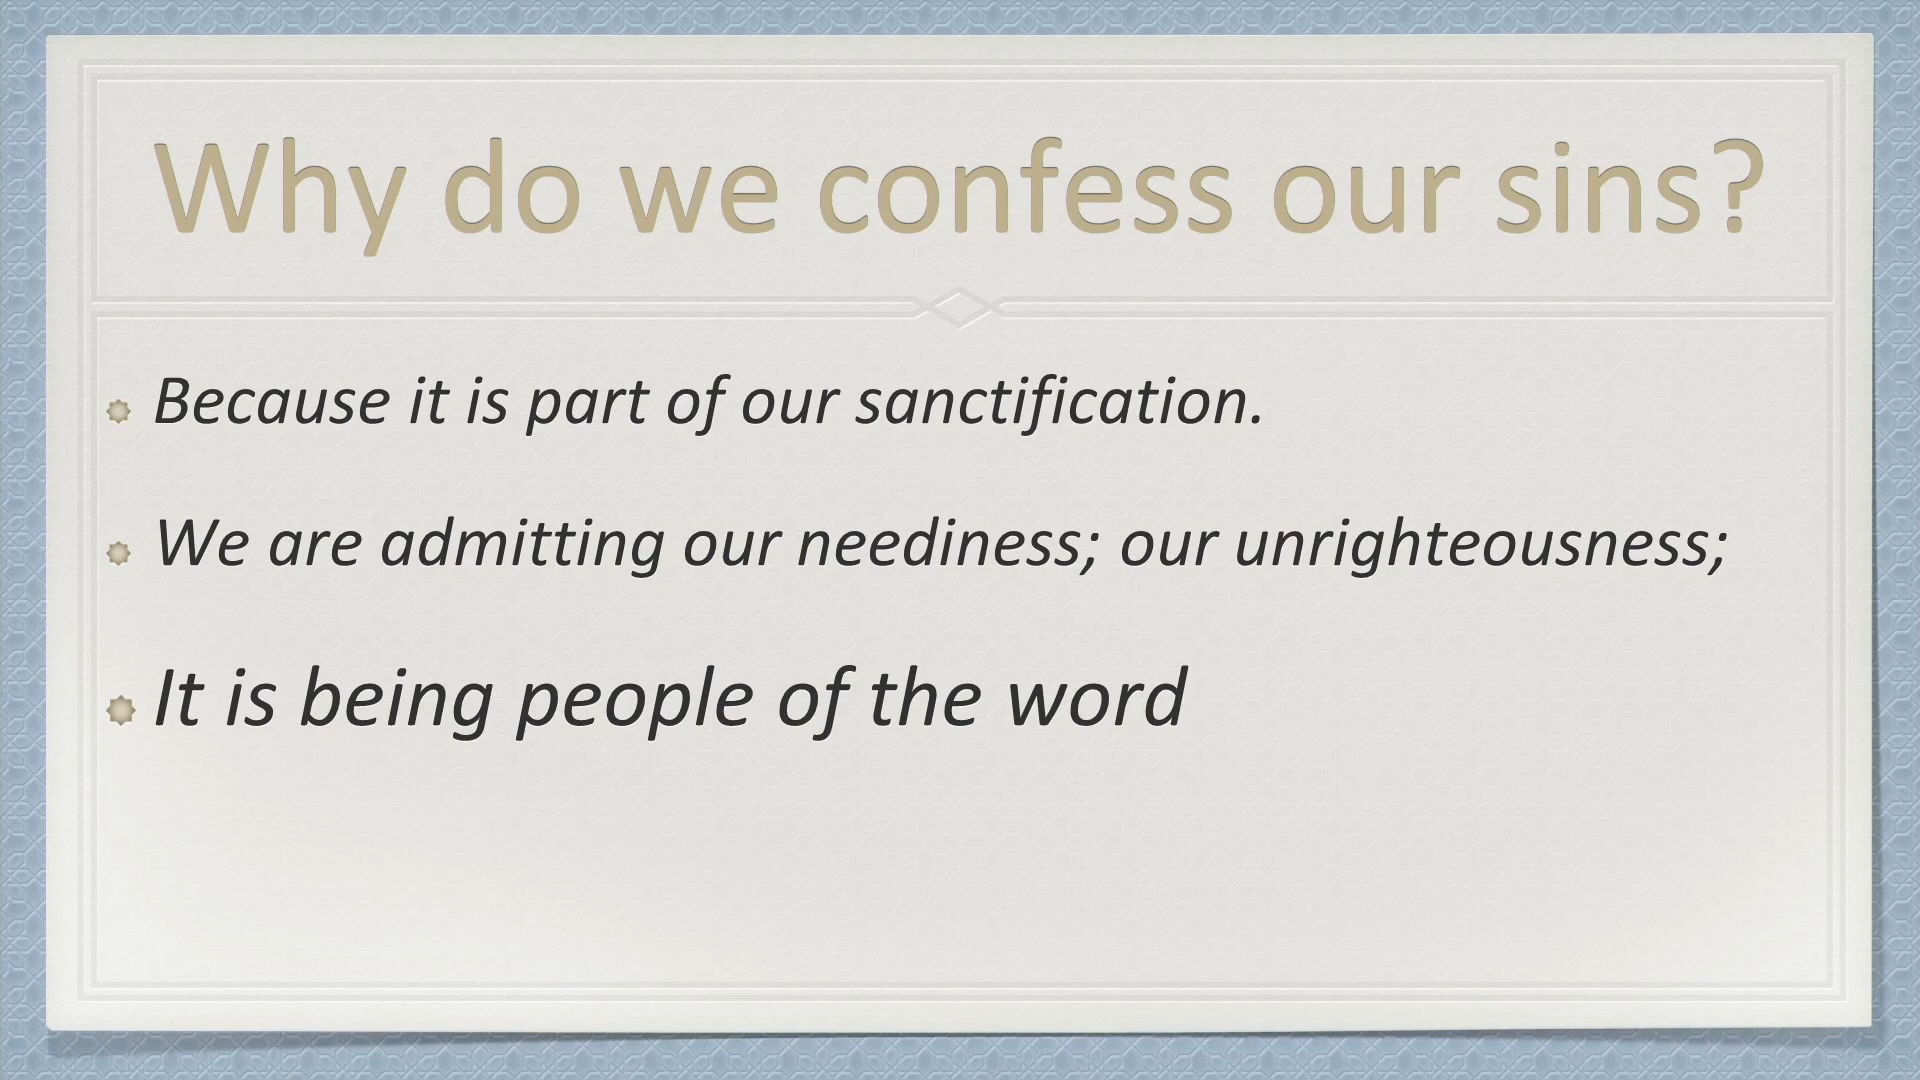 Why do we confess our sins?
Because it is part of our sanctification.
We are admitting our neediness; our unrighteousness;
It is being people of the word